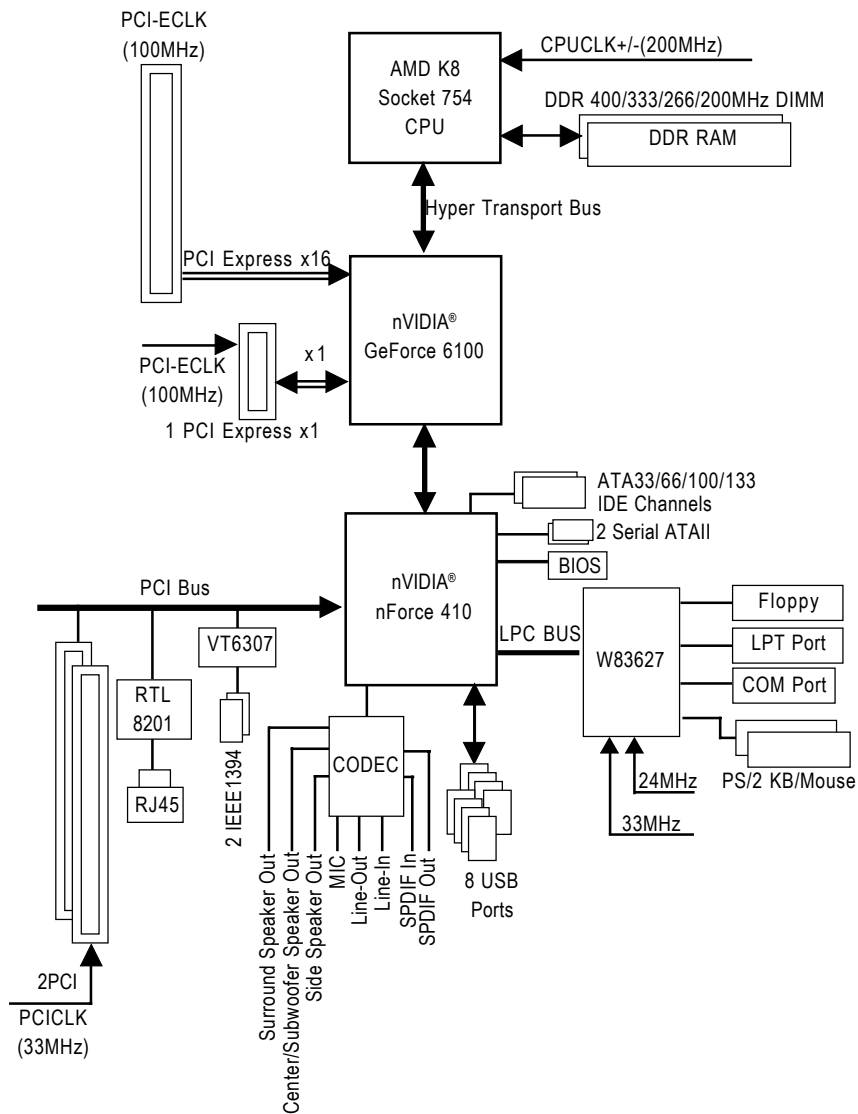 PCI-ECLK
(100MHz)
AMD K8
Socket 754
CPU
CPUCLK+/-(200MHz)
DDR 400/333/266/200MHz DIMM
DDR RAM
Hyper Transport Bus
PCI Express x16
nVIDIA®
GeForce 6100
PCI-ECLK
(100MHz)
x1
1 PCI Express x1
ATA33/66/100/133
IDE Channels
2 Serial ATAII
BIOS
nVIDIA®
nForce 410
PCI Bus
LPC BUS
W83627
Floppy
LPT Port
COM Port
PS/2 KB/Mouse
24MHz
33MHz
VT6307
RTL
8201
RJ45
2 IEEE1394
CODEC
Surround Speaker Out
Center/Subwoofer Speaker Out
Side Speaker Out
MIC
Line-Out
Line-In
SPDIF In
SPDIF Out
8 USB
Ports
2PCI
PCICLK
(33MHz)